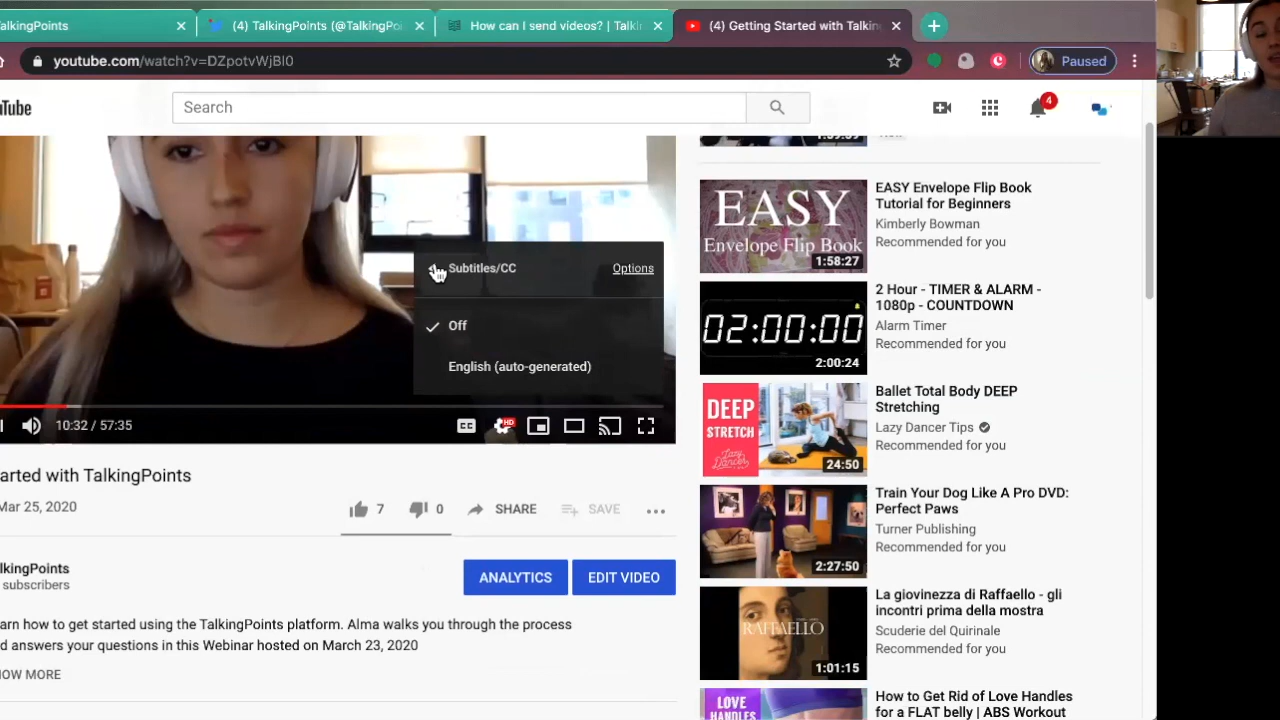 alkingPoints
(4) TalkingPoints (@TalkingPoi
How can I send videos? | Talki
(4) Getting Started with Talkin
youtube.com/watch?v=DZpotvWjBI0
Paused
uTube
Search
4
Subtitles/CC
Options
Off
English (auto-generated)
CC
HD
10:32 / 57:35
arted with TalkingPoints
Mar 25, 2020
7
0
SHARE
SAVE
lkingPoints
subscribers
ANALYTICS
EDIT VIDEO
arn how to get started using the TalkingPoints platform. Alma walks you through the process
d answers your questions in this Webinar hosted on March 23, 2020
OW MORE
EASY
Envelope Flip Book
1:58:27
EASY Envelope Flip Book
Tutorial for Beginners
Kimberly Bowman
Recommended for you
02:00:00
2:00:24
2 Hour - TIMER & ALARM -
1080p - COUNTDOWN
Alarm Timer
Recommended for you
DEEP
STRETCH
Lazy
Dancer
24:50
Ballet Total Body DEEP
Stretching
Lazy Dancer Tips
Recommended for you
2:27:50
Train Your Dog Like A Pro DVD:
Perfect Paws
Turner Publishing
Recommended for you
RAFFAELLO
1:01:15
La giovinezza di Raffaello - gli
incontri prima della mostra
Scuderie del Quirinale
Recommended for you
LOVE
HANDLES
How to Get Rid of Love Handles
for a FLAT belly | ABS Workout